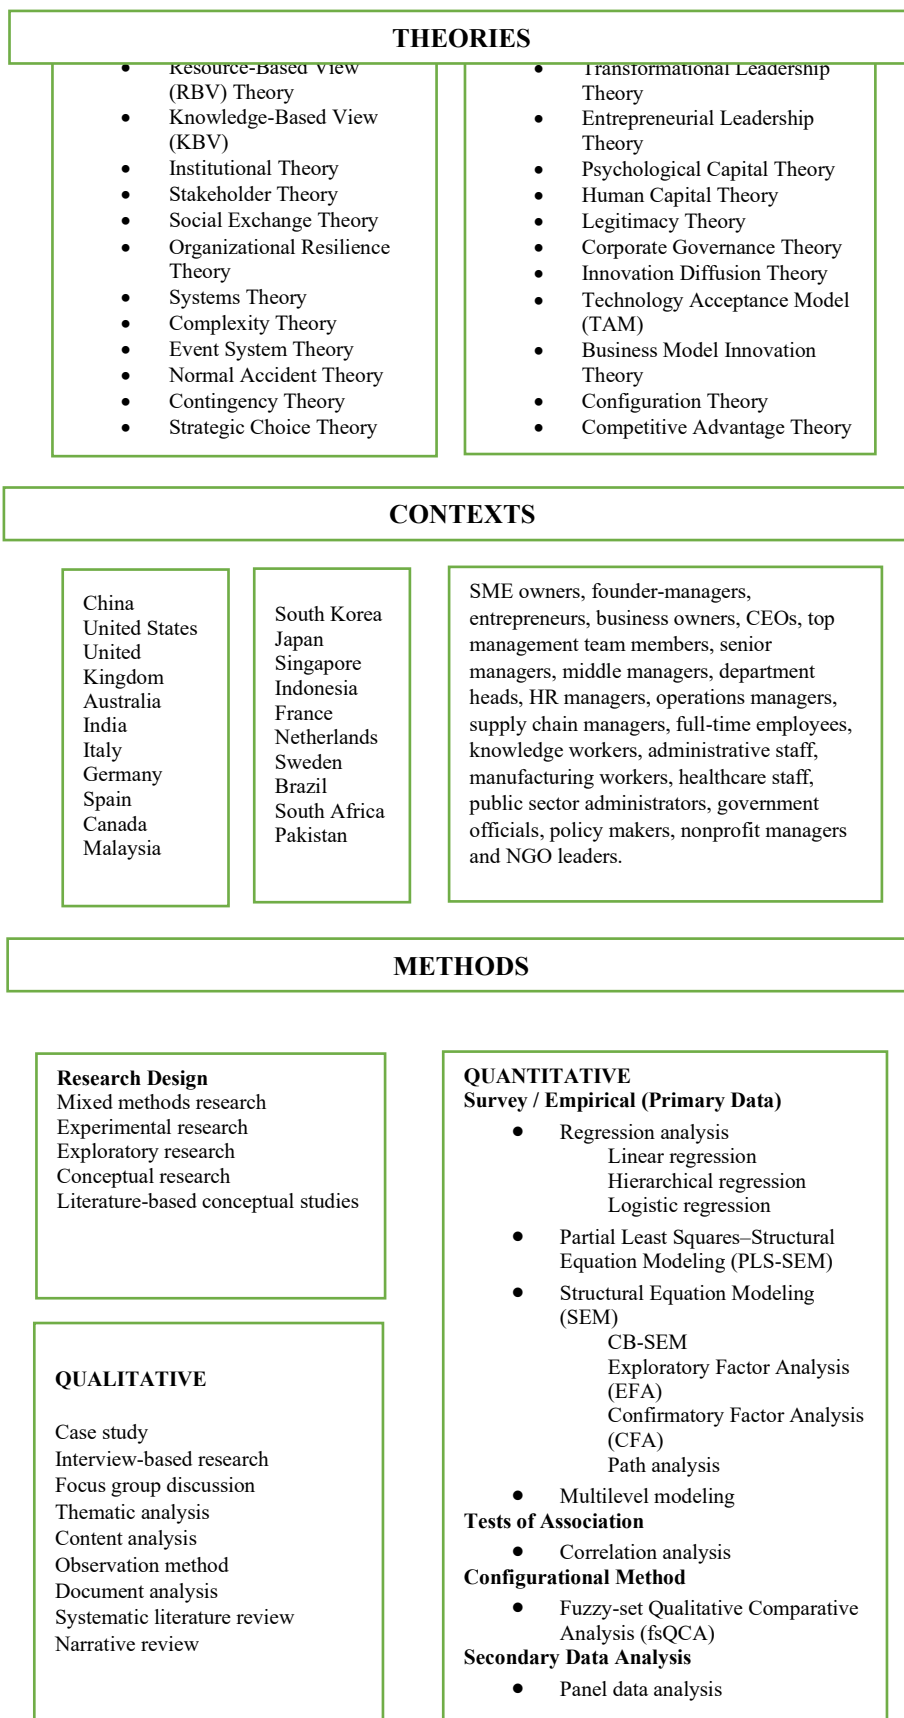 THEORIES
• Resource-Based View
(RBV) Theory
• Knowledge-Based View
(KBV)
• Institutional Theory
• Stakeholder Theory
• Social Exchange Theory
• Organizational Resilience
Theory
• Systems Theory
• Complexity Theory
• Event System Theory
• Normal Accident Theory
• Contingency Theory
• Strategic Choice Theory
• Transformational Leadership
Theory
• Entrepreneurial Leadership
Theory
• Psychological Capital Theory
• Human Capital Theory
• Legitimacy Theory
• Corporate Governance Theory
• Innovation Diffusion Theory
• Technology Acceptance Model
(TAM)
• Business Model Innovation
Theory
• Configuration Theory
• Competitive Advantage Theory
CONTEXTS
China
United States
United
Kingdom
Australia
India
Italy
Germany
Spain
Canada
Malaysia
South Korea
Japan
Singapore
Indonesia
France
Netherlands
Sweden
Brazil
South Africa
Pakistan
SME owners, founder-managers,
entrepreneurs, business owners, CEOs, top
management team members, senior
managers, middle managers, department
heads, HR managers, operations managers,
supply chain managers, full-time employees,
knowledge workers, administrative staff,
manufacturing workers, healthcare staff,
public sector administrators, government
officials, policy makers, nonprofit managers
and NGO leaders.
METHODS
Research Design
Mixed methods research
Experimental research
Exploratory research
Conceptual research
Literature-based conceptual studies
QUALITATIVE
Case study
Interview-based research
Focus group discussion
Thematic analysis
Content analysis
Observation method
Document analysis
Systematic literature review
Narrative review
QUANTITATIVE
Survey / Empirical (Primary Data)
• Regression analysis
Linear regression
Hierarchical regression
Logistic regression
• Partial Least Squares–Structural
Equation Modeling (PLS-SEM)
• Structural Equation Modeling
(SEM)
CB-SEM
Exploratory Factor Analysis
(EFA)
Confirmatory Factor Analysis
(CFA)
Path analysis
• Multilevel modeling
Tests of Association
• Correlation analysis
Configurational Method
• Fuzzy-set Qualitative Comparative
Analysis (fsQCA)
Secondary Data Analysis
• Panel data analysis